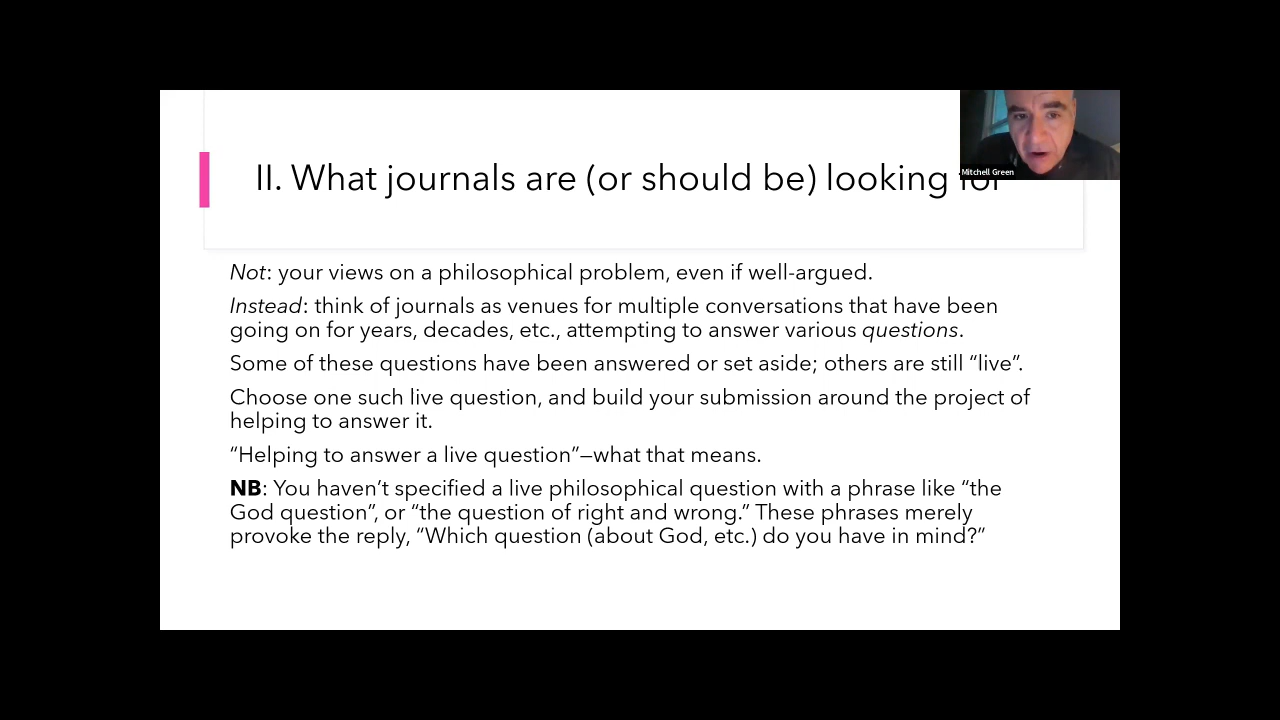 II. What journals are (or should be) looking for
Mitchell Green
Not: your views on a philosophical problem, even if well-argued.
Instead: think of journals as venues for multiple conversations that have been
going on for years, decades, etc., attempting to answer various questions.
Some of these questions have been answered or set aside; others are still “live”.
Choose one such live question, and build your submission around the project of
helping to answer it.
“Helping to answer a live question”—what that means.
NB: You haven’t specified a live philosophical question with a phrase like “the
God question”, or “the question of right and wrong.” These phrases merely
provoke the reply, “Which question (about God, etc.) do you have in mind?”